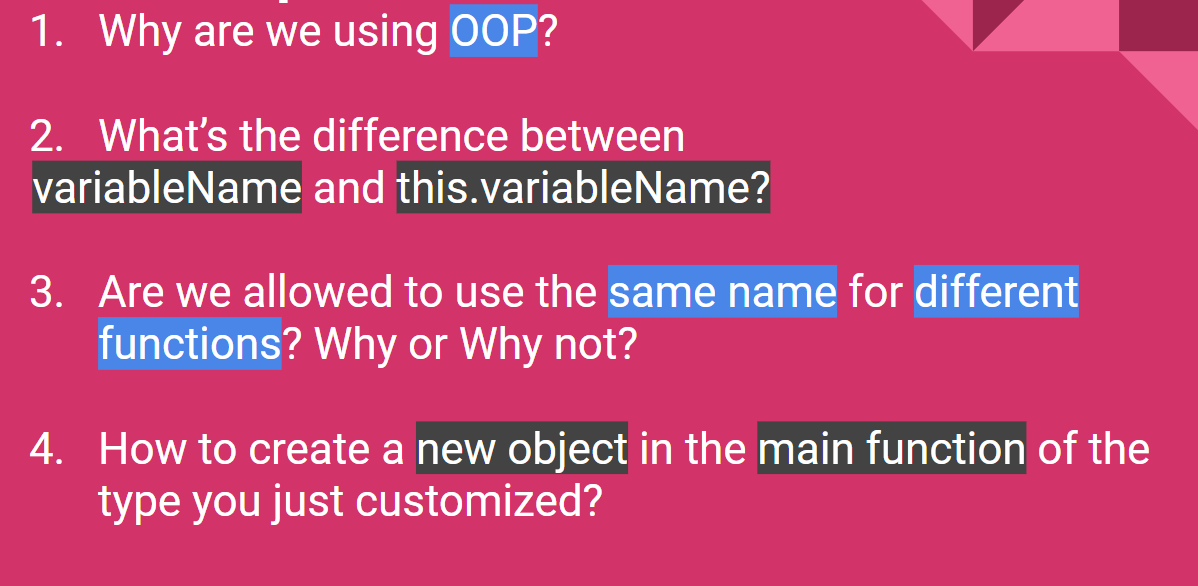 1. Why are we using OOP?
2. What’s the difference between
variableName and this.variableName?
3. Are we allowed to use the same name for different
functions? Why or Why not?
4. How to create a new object in the main function of the
type you just customized?